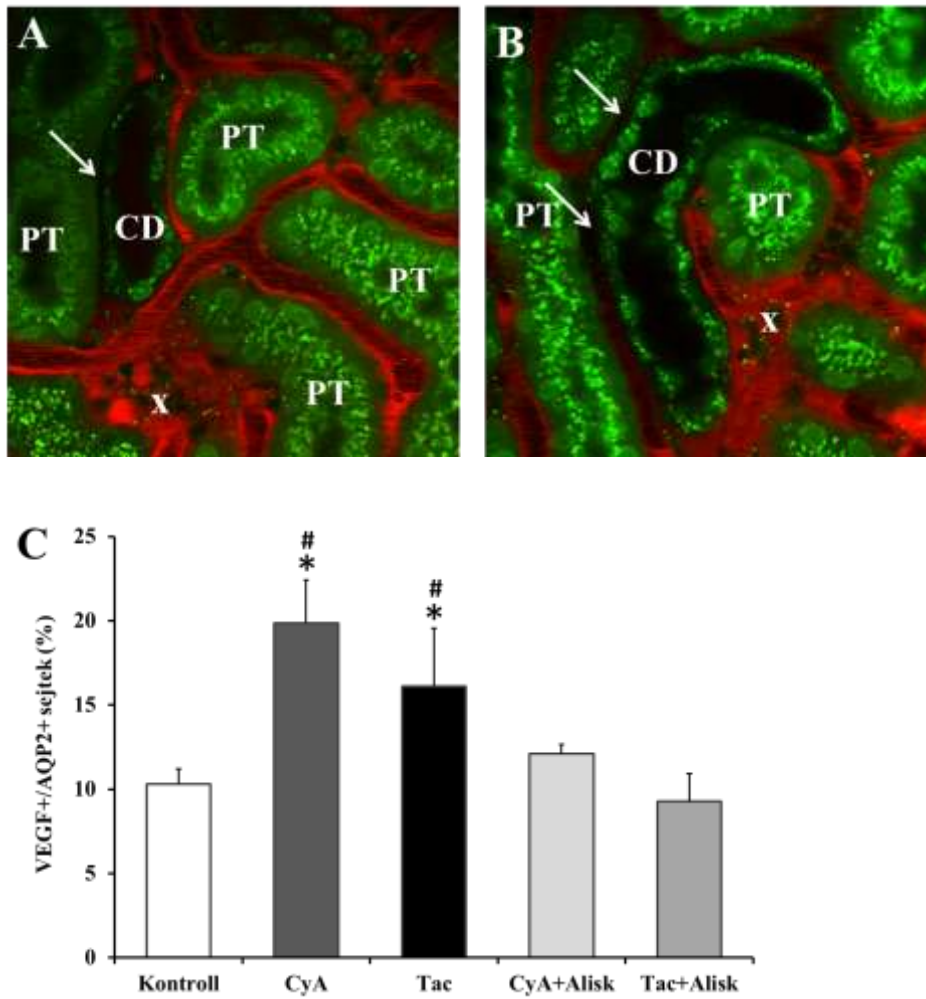 A
PT
PT
CD
PT
PT
x
B
CD
PT
PT
x
C
VEGF+/AQP2+ sejtek (%)
25
20
15
10
5
0
#
*
#
*
Kontroll CyA Tac CyA+Alisk Tac+Alisk